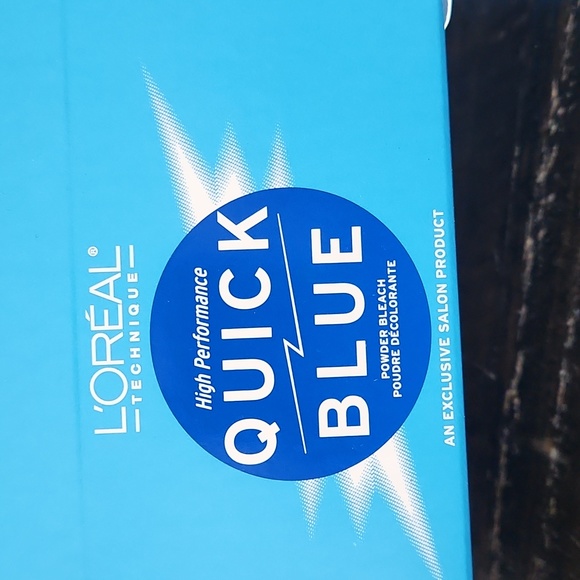 L'ORÉAL®
TECHNIQUE
High Performance
QUICK
BLUE
POWDER BLEACH
POUDRE DÉCOLORANTE
AN EXCLUSIVE SALON PRODUCT